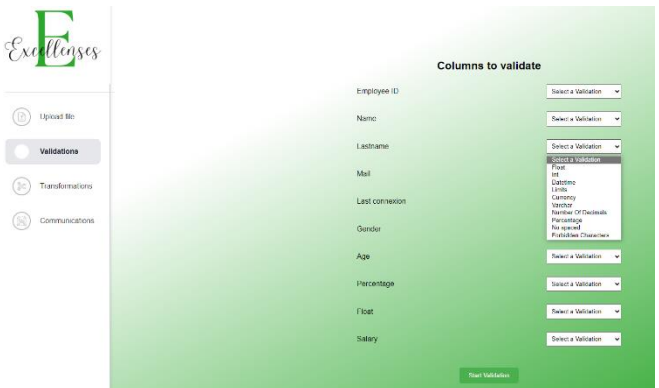 E
Excellenses
Upload file
Validations
Transformations
Communications
Columns to validate
Employee ID Select a Validation
Name Select a Validation
Lastname Select a Validation
Select a Validation
Float
Int
Datetime
Limits
Currency
Varchar
Number Of Decimals
Percentage
No spaced
Forbidden Characters
Mail
Last connexion
Gender
Age Select a Validation
Percentage Select a Validation
Float Select a Validation
Salary Select a Validation
Start Validation